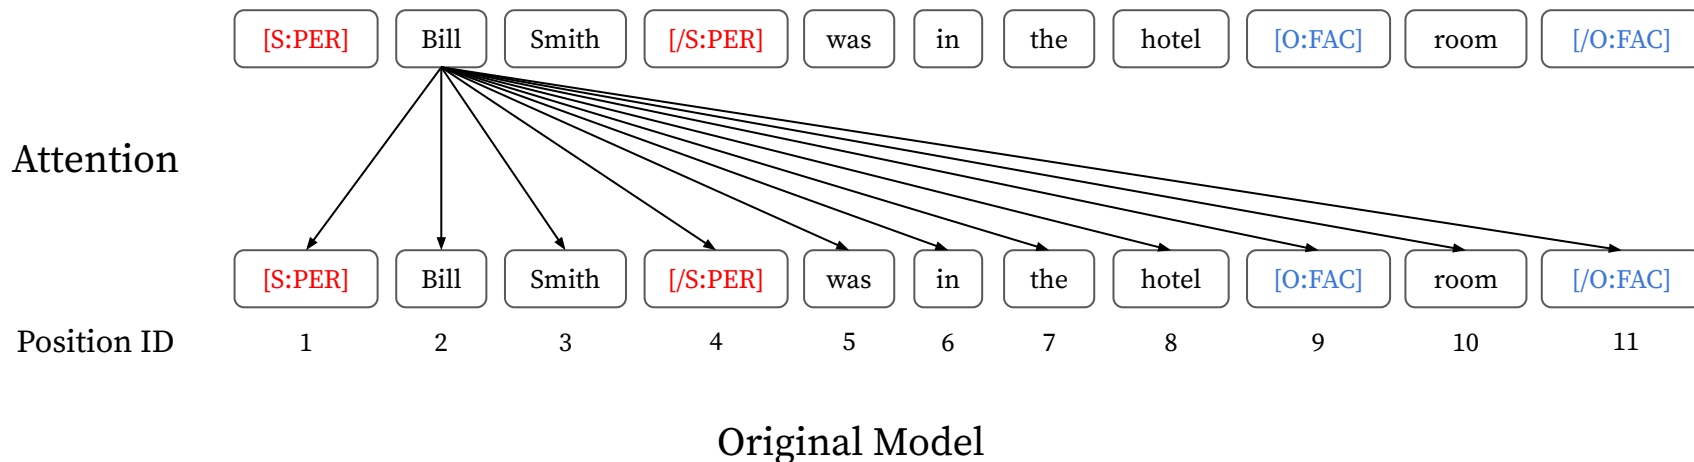 [S:PER] Bill Smith [/S:PER] was in the hotel [O:FAC] room [/O:FAC]
Attention
[S:PER] Bill Smith [/S:PER] was in the hotel [O:FAC] room [/O:FAC]
Position ID 1 2 3 4 5 6 7 8 9 10 11
Original Model